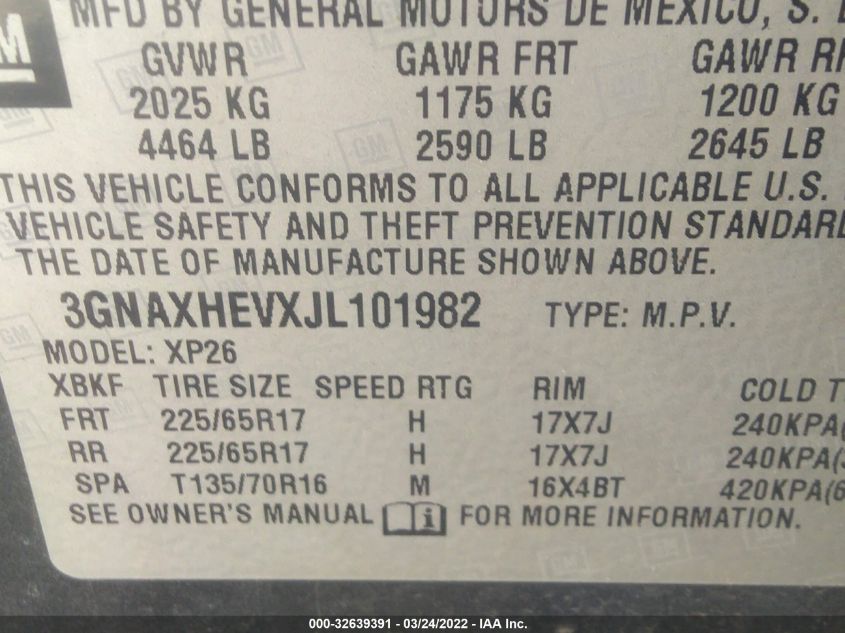 MFD BY GENERAL MOTORS DE MEXICO, S.
GM
GVWR GAWR FRT GAWR
2025 KG 1175 KG 1200 KG
4464 LB 2590 LB 2645 LB
THIS VEHICLE CONFORMS TO ALL APPLICABLE U.S.
VEHICLE SAFETY AND THEFT PREVENTION STANDARD
THE DATE OF MANUFACTURE SHOWN ABOVE.
3GNAXHEVXJL101982 TYPE: M.P.V.
MODEL: XP26
XBKF TIRE SIZE SPEED RTG RIM COLD T
FRT 225/65R17 H 17X7J 240KPA(
RR 225/65R17 H 17X7J 240KPA(
SPA T135/70R16 M 16X4BT 420KPA(6
SEE OWNER'S MANUAL i FOR MORE INFORMATION.
000-32639391 - 03/24/2022 - IAA Inc.